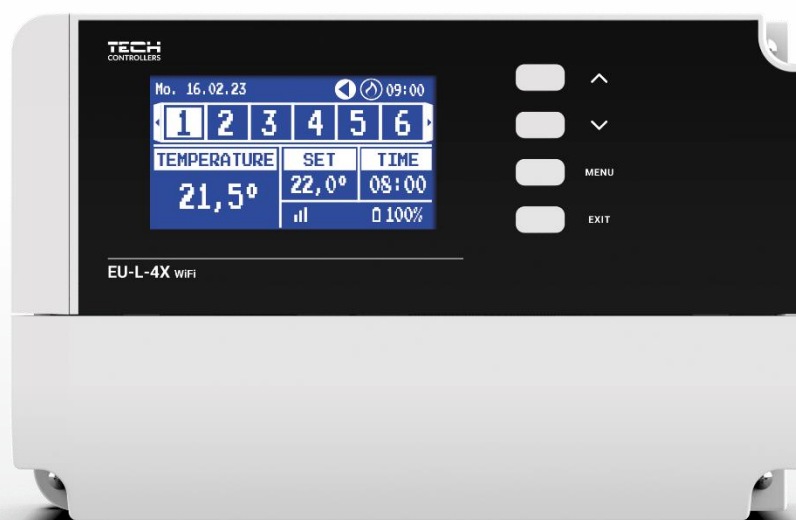 TECH
CONTROLLERS
Mo. 16.02.23 09:00
1 2 3 4 5 6
TEMPERATURE SET TIME
21,5° 22,0° 08:00
100%
MENU
EXIT
EU-L-4X WiFi